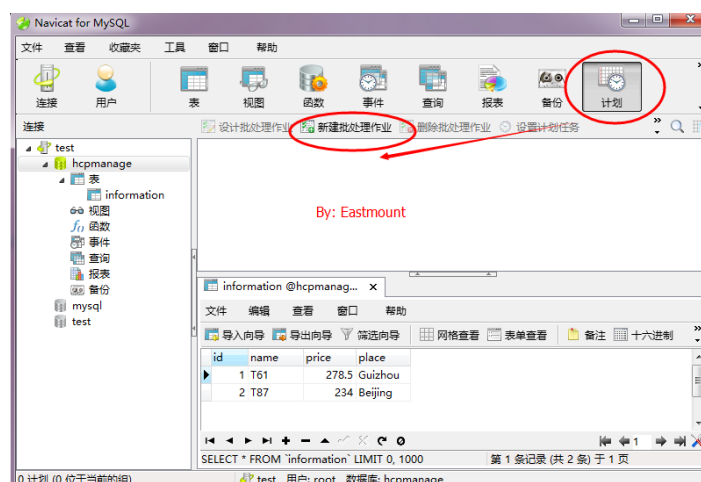 Navicat for MySQL
文件 查看 收藏夹 工具 窗口 帮助
连接 用户 表 视图 函数 事件 查询 报表 备份 计划
连接
设计批处理作业 新建批处理作业 删除批处理作业 设置计划任务
test
hcpmanage
表
information
视图
函数
事件
查询
报表
备份
mysql
test
By: Eastmount
information @hcpmanag...
文件 编辑 查看 窗口 帮助
导入向导 导出向导 筛选向导 网格查看 表单查看 备注 十六进制
id name price place
1 T61 278.5 Guizhou
2 T87 234 Beijing
1
SELECT * FROM `information` LIMIT 0, 1000 第 1 条记录 (共 2 条) 于 1 页
0 计划 (0 位于当前的组) test 用户: root 数据库: hcpmanage